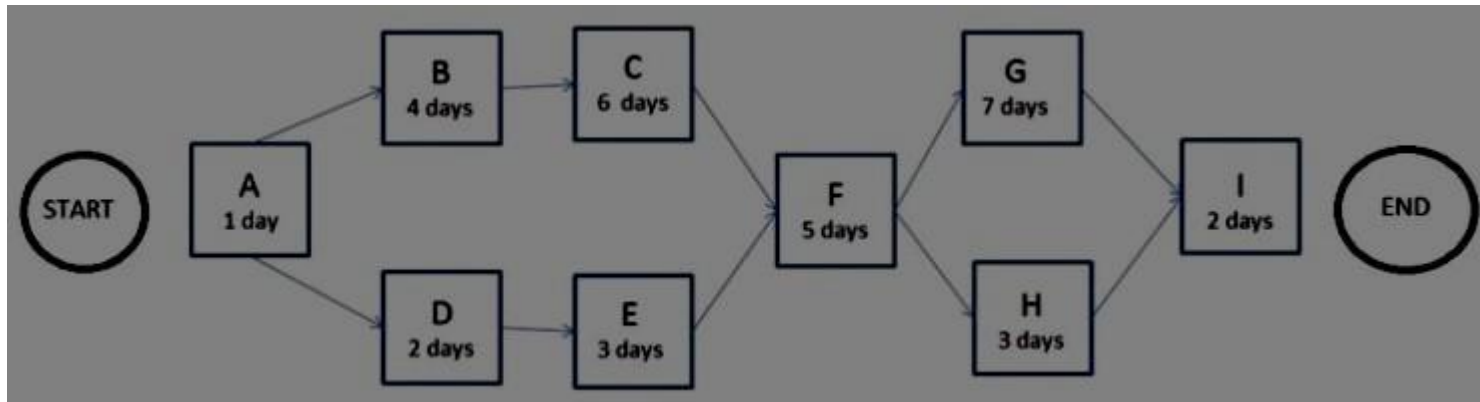 START
A
1 day
B
4 days
C
6 days
D
2 days
E
3 days
F
5 days
G
7 days
H
3 days
I
2 days
END